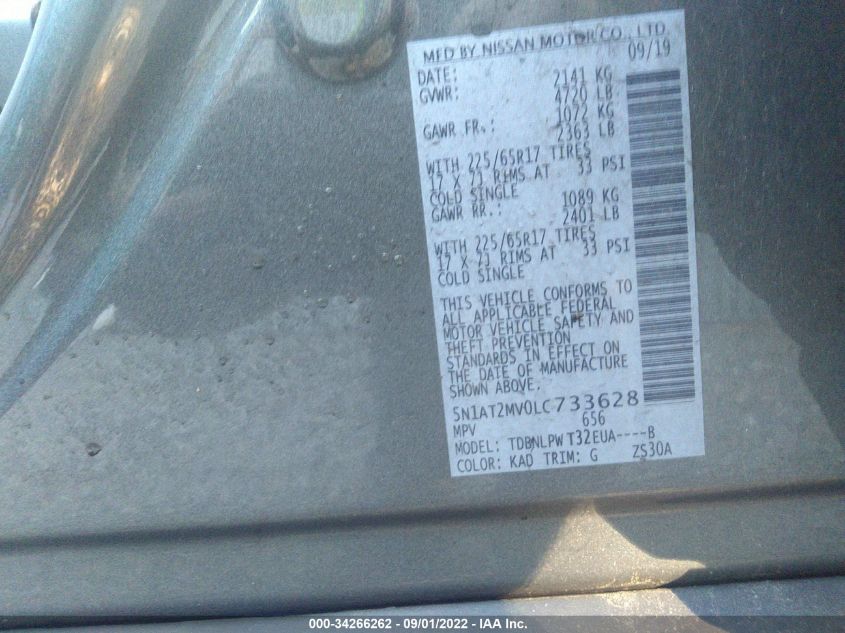 MFD BY NISSAN MOTOR CO., LTD.
DATE: 09/19
GVWR: 2141 KG
4720 LB
GAWR FR.: 1072 KG
2363 LB
WITH 225/65R17 TIRES
17 X 7J RIMS AT 33 PSI
COLD SINGLE
GAWR RR.: 1089 KG
2401 LB
WITH 225/65R17 TIRES
17 X 7J RIMS AT 33 PSI
COLD SINGLE
THIS VEHICLE CONFORMS TO
ALL APPLICABLE FEDERAL
MOTOR VEHICLE SAFETY AND
THEFT PREVENTION
STANDARDS IN EFFECT ON
THE DATE OF MANUFACTURE
SHOWN ABOVE.
5N1AT2MV0LC733628
MPV 656
MODEL: TDBNLPW T32EUA----B
COLOR: KAD TRIM: G ZS30A
000-34266262 - 09/01/2022 - IAA Inc.